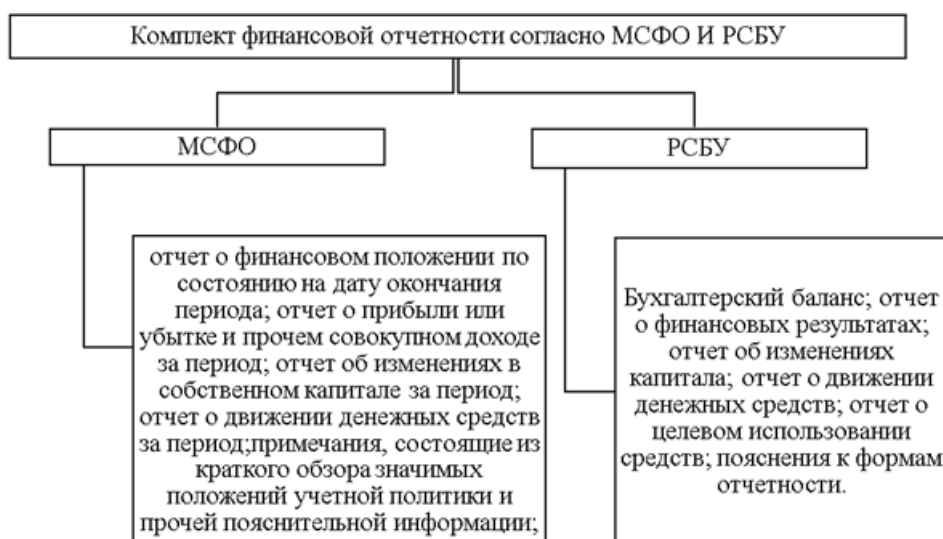 Комплект финансовой отчетности согласно МСФО И РСБУ
МСФО
РСБУ
отчет о финансовом положении по
состоянию на дату окончания
периода; отчет о прибыли или
убытке и прочем совокупном доходе
за период; отчет об изменениях в
собственном капитале за период;
отчет о движении денежных средств
за период;примечания, состоящие из
краткого обзора значимых
положений учетной политики и
прочей пояснительной информации;
Бухгалтерский баланс; отчет
о финансовых результатах;
отчет об изменениях
капитала; отчет о движении
денежных средств; отчет о
целевом использовании
средств; пояснения к формам
отчетности.